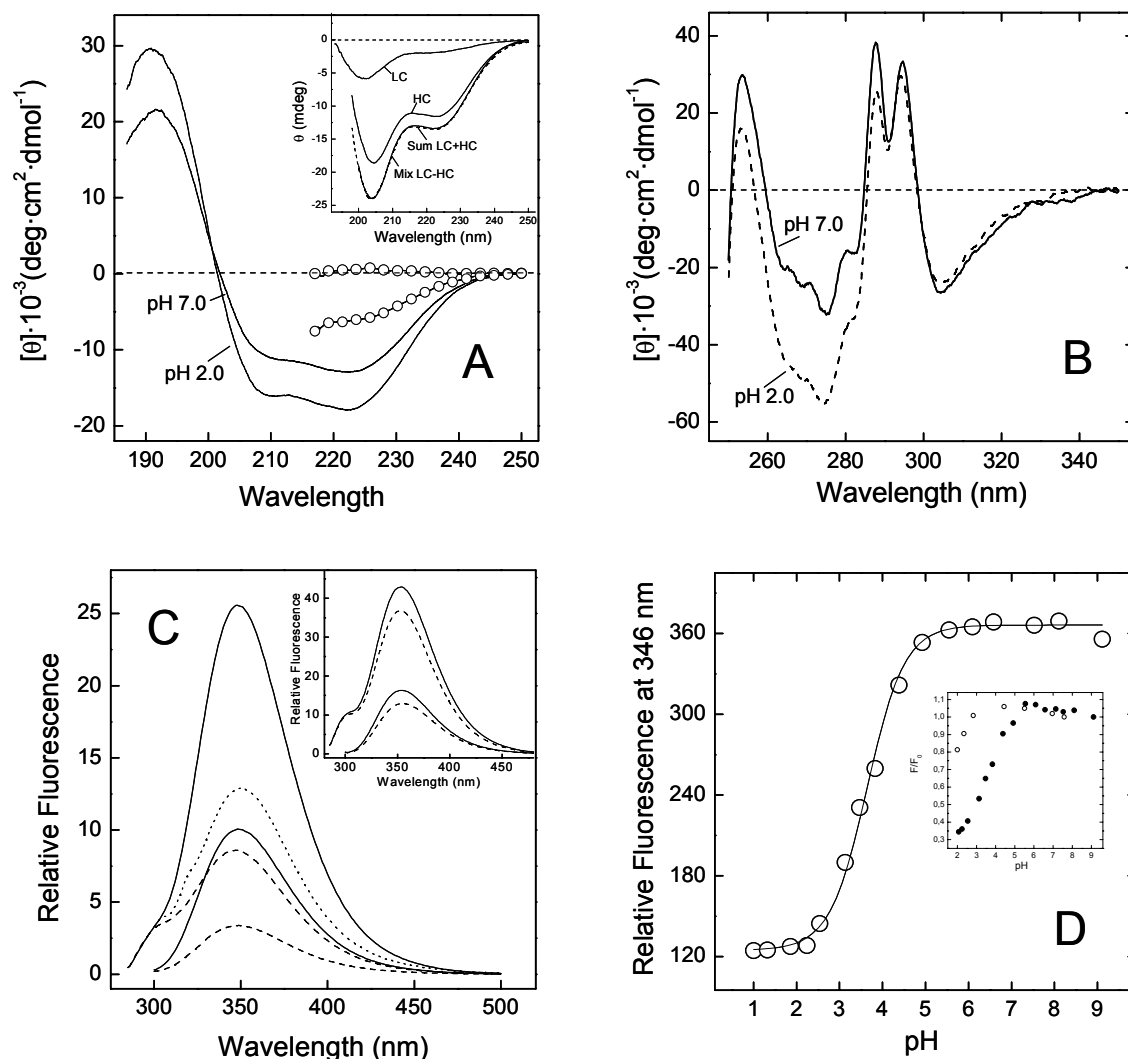 A
[θ]·10⁻³(deg·cm²·dmol⁻¹)
30
20
10
0
-10
-20
190 200 210 220 230 240 250
Wavelength
pH 7.0
pH 2.0
θ (mdeg)
0
-5
-10
-15
-20
-25
200 210 220 230 240 250
Wavelength (nm)
LC
HC
Sum LC+HC
Mix LC-HC
B
[θ]·10⁻³(deg·cm²·dmol⁻¹)
40
20
0
-20
-40
-60
260 280 300 320 340
Wavelength (nm)
pH 7.0
pH 2.0
C
Relative Fluorescence
25
20
15
10
5
0
300 350 400 450 500
Wavelength (nm)
Relative Fluorescence
40
30
20
10
0
300 350 400 450
Wavelength (nm)
D
Relative Fluorescence at 346 nm
360
300
240
180
120
1 2 3 4 5 6 7 8 9
pH
F/F₀
1,1
1,0
0,9
0,8
0,7
0,6
0,5
0,4
0,3
2 3 4 5 6 7 8 9
pH